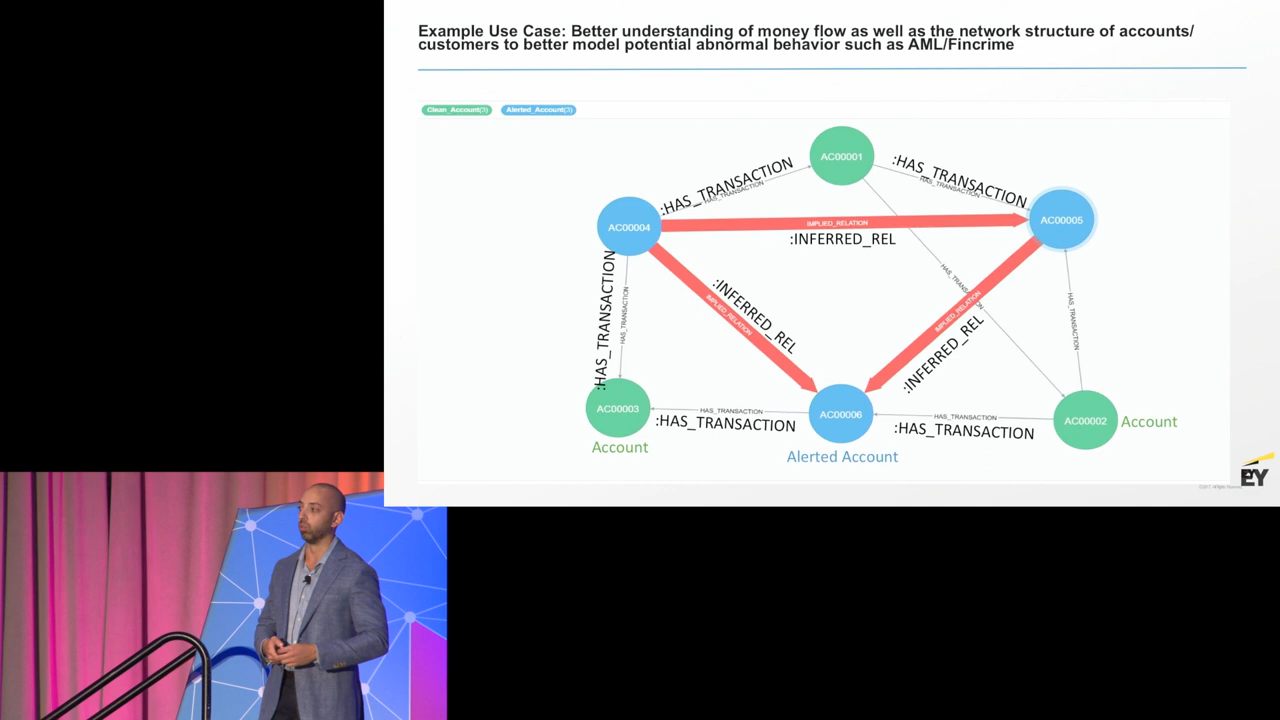 Example Use Case: Better understanding of money flow as well as the network structure of accounts/
customers to better model potential abnormal behavior such as AML/Fincrime
Clean_Account(3)
Alerted_Account(3)
AC00001
:HAS_TRANSACTION
HAS_TRANSACTION
:HAS_TRANSACTION
HAS_TRANSACTION
AC00004
IMPLIED_RELATION
:INFERRED_REL
AC00005
:HAS_TRANSACTION
HAS_TRANSACTION
:INFERRED_REL
IMPLIED_RELATION
HAS_TRANSACTION
IMPLIED_RELATION
:INFERRED_REL
HAS_TRANSACTION
AC00003
HAS_TRANSACTION
:HAS_TRANSACTION
AC00006
HAS_TRANSACTION
:HAS_TRANSACTION
AC00002
Account
Account
Alerted Account
EY